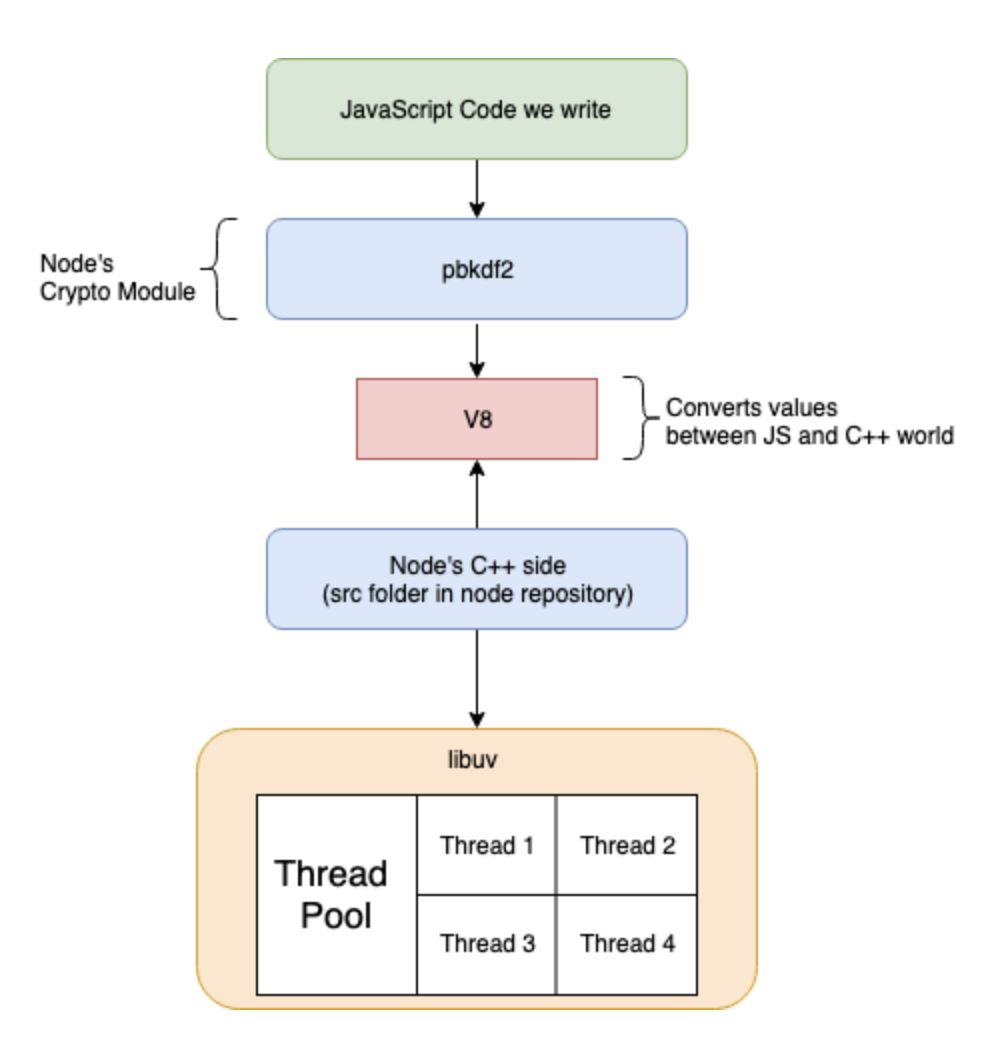 JavaScript Code we write
Node's
Crypto Module
pbkdf2
V8
Converts values
between JS and C++ world
Node's C++ side
(src folder in node repository)
libuv
Thread
Pool
Thread 1
Thread 2
Thread 3
Thread 4